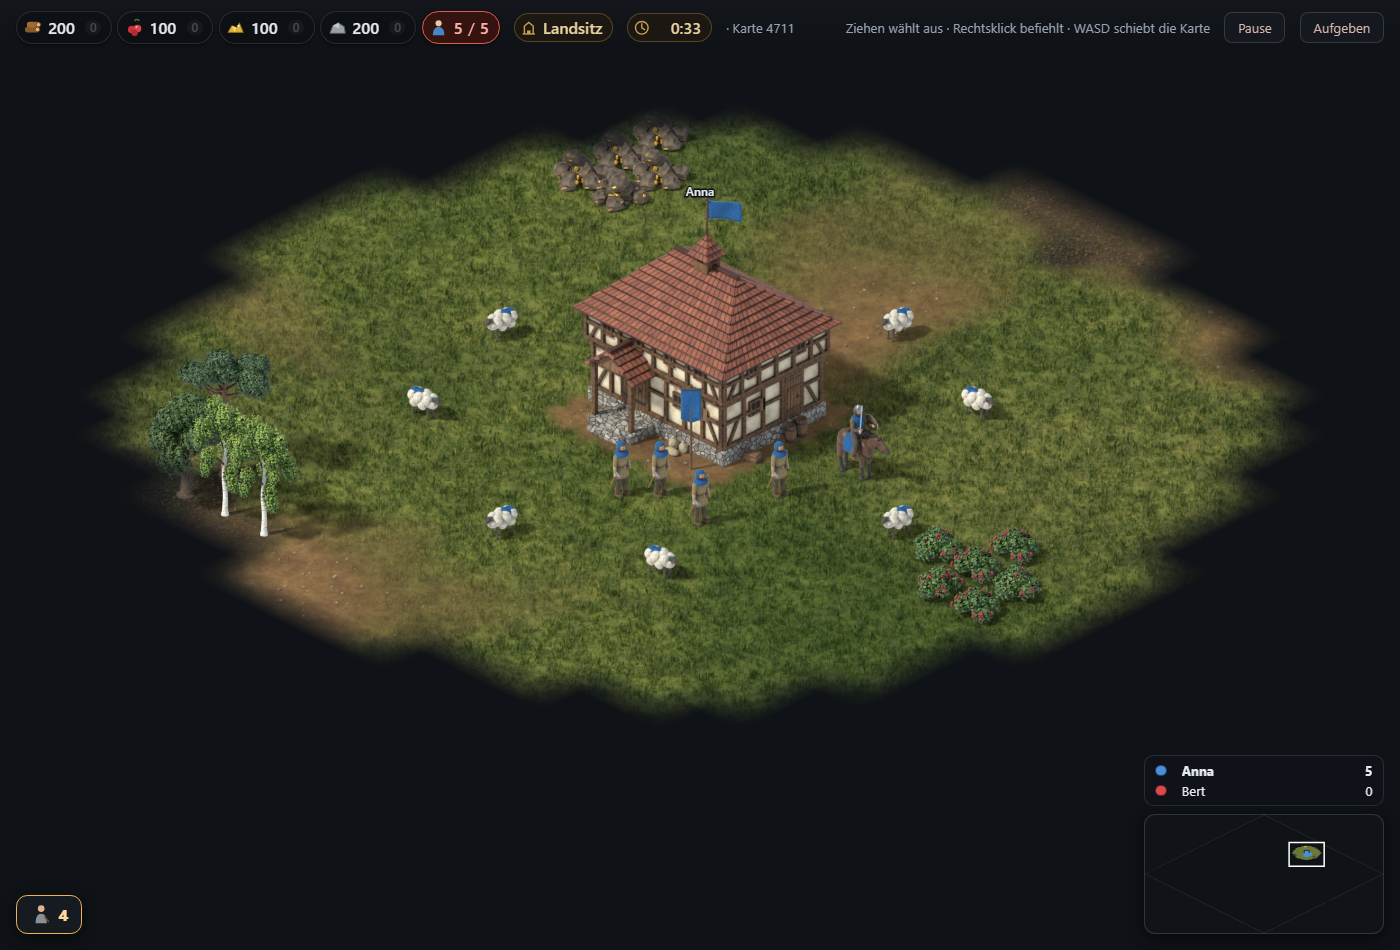 200 0 100 0 100 0 200 0 5 / 5 Landsitz 0:33 · Karte 4711 Ziehen wählt aus · Rechtsklick befiehlt · WASD schiebt die Karte Pause Aufgeben
Anna
Anna 5
Bert 0
4